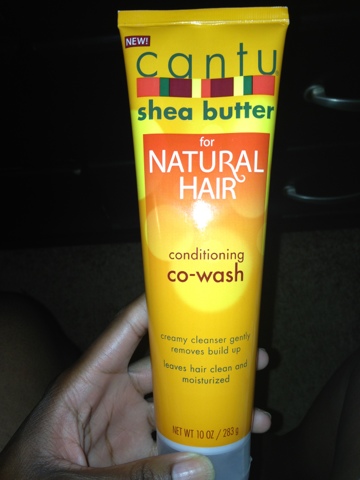 NEW!
cantu
shea butter
for
NATURAL
HAIR
conditioning
co-wash
creamy cleanser gently
removes build up
leaves hair clean and
moisturized
NET WT 10 OZ / 283 g